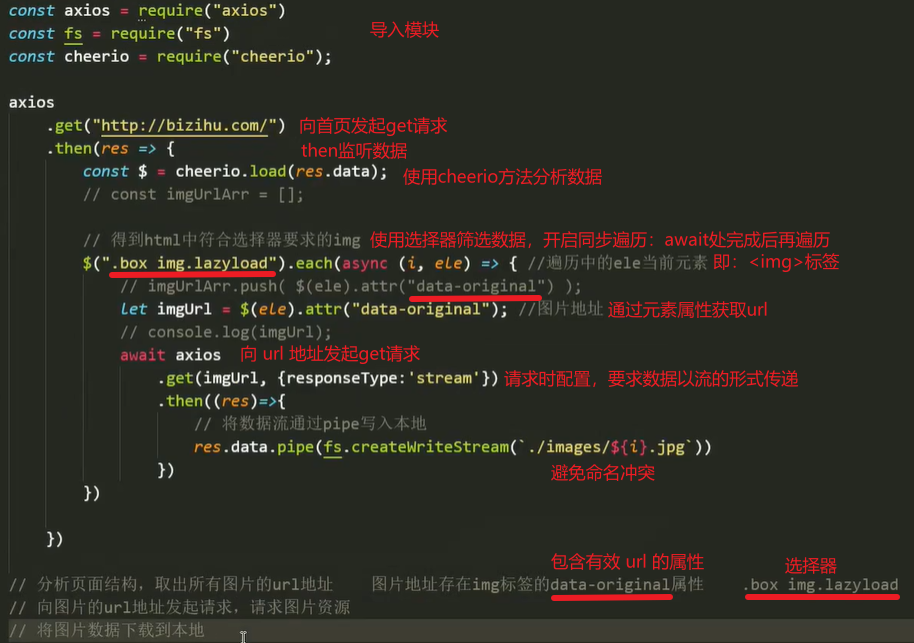 const axios = require("axios")
const fs = require("fs") 导入模块
const cheerio = require("cheerio");
axios
.get("http://bizihu.com/") 向首页发起get请求
.then(res => { then监听数据
const $ = cheerio.load(res.data); 使用cheerio方法分析数据
// const imgUrlArr = [];
// 得到html中符合选择器要求的img 使用选择器筛选数据，开启同步遍历：await处完成后再遍历
$(".box img.lazyload").each(async (i, ele) => { //遍历中的ele当前元素 即：<img>标签
// imgUrlArr.push( $(ele).attr("data-original") );
let imgUrl = $(ele).attr("data-original"); //图片地址 通过元素属性获取url
// console.log(imgUrl);
await axios 向 url 地址发起get请求
.get(imgUrl, {responseType:'stream'}) 请求时配置，要求数据以流的形式传递
.then((res)=>{
// 将数据流通过pipe写入本地
res.data.pipe(fs.createWriteStream(`./images/${i}.jpg`))
}) 避免命名冲突
})
})
包含有效 url 的属性 选择器
// 分析页面结构，取出所有图片的url地址 图片地址存在img标签的data-original属性 .box img.lazyload
// 向图片的url地址发起请求，请求图片资源
// 将图片数据下载到本地